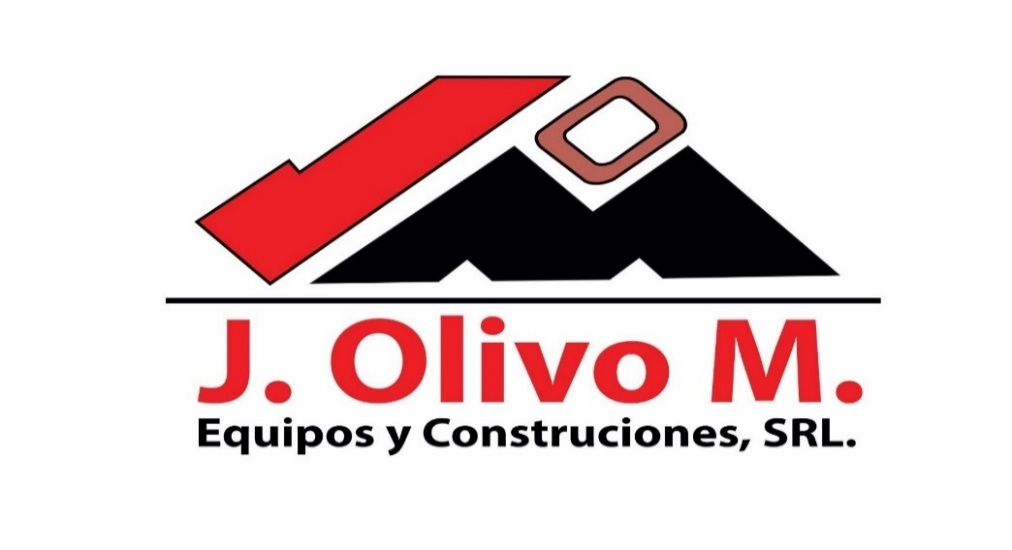 J. Olivo M.
Equipos y Construciones, SRL.